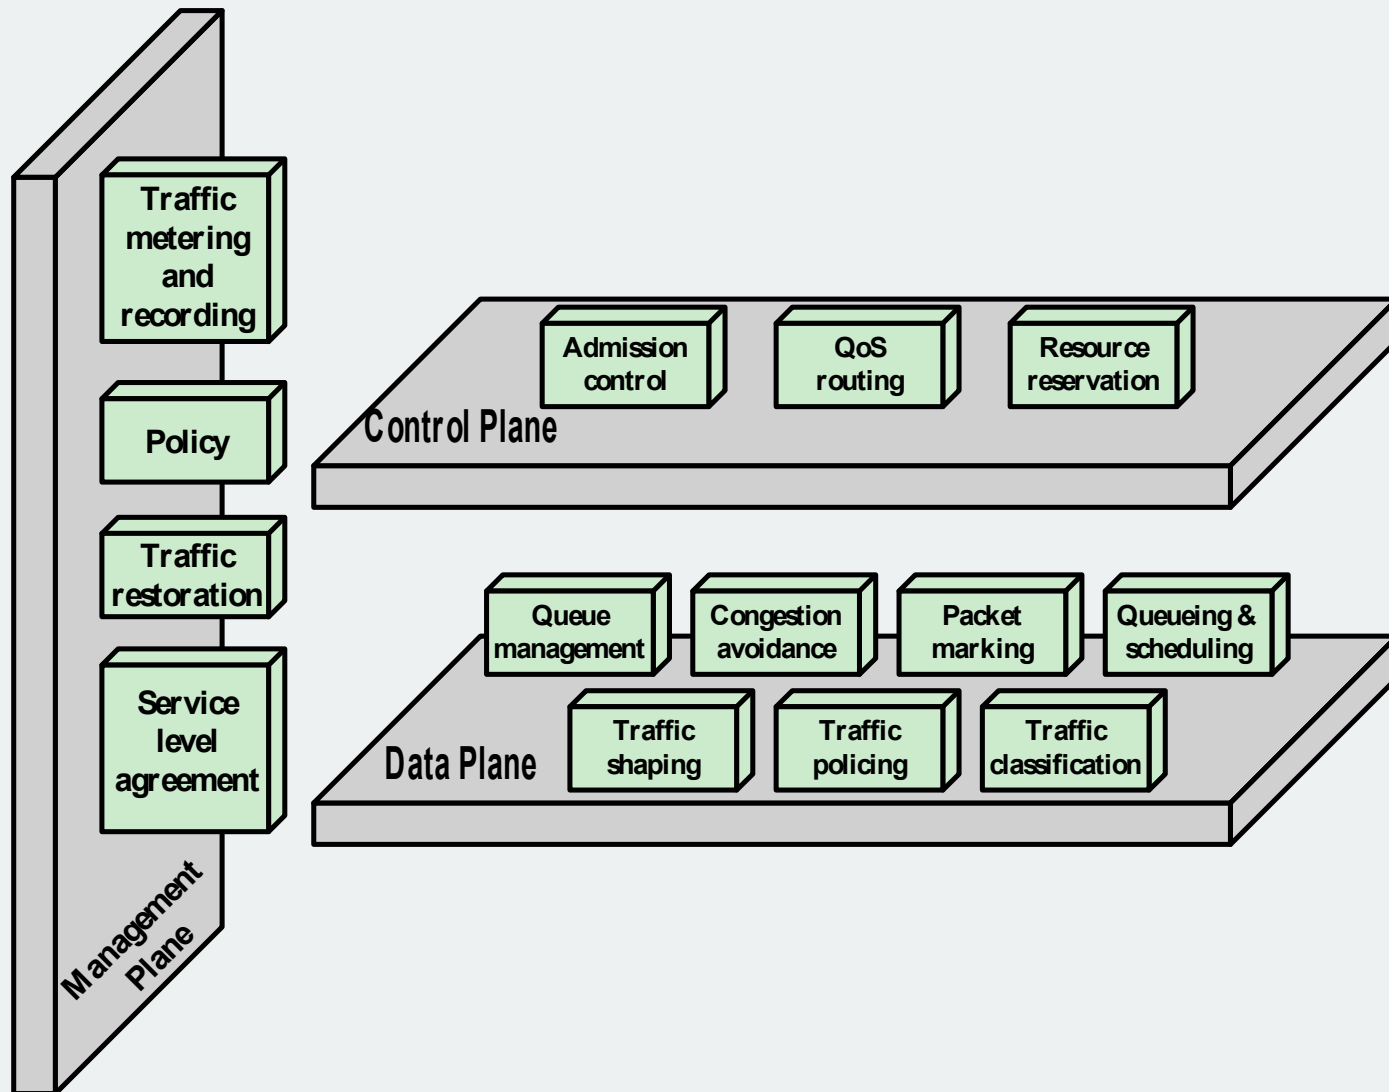 Traffic
metering
and
recording
Policy
Traffic
restoration
Service
level
agreement
Management
Plane
Admission
control
QoS
routing
Resource
reservation
Control Plane
Queue
management
Congestion
avoidance
Packet
marking
Queueing &
scheduling
Traffic
shaping
Traffic
policing
Traffic
classification
Data Plane